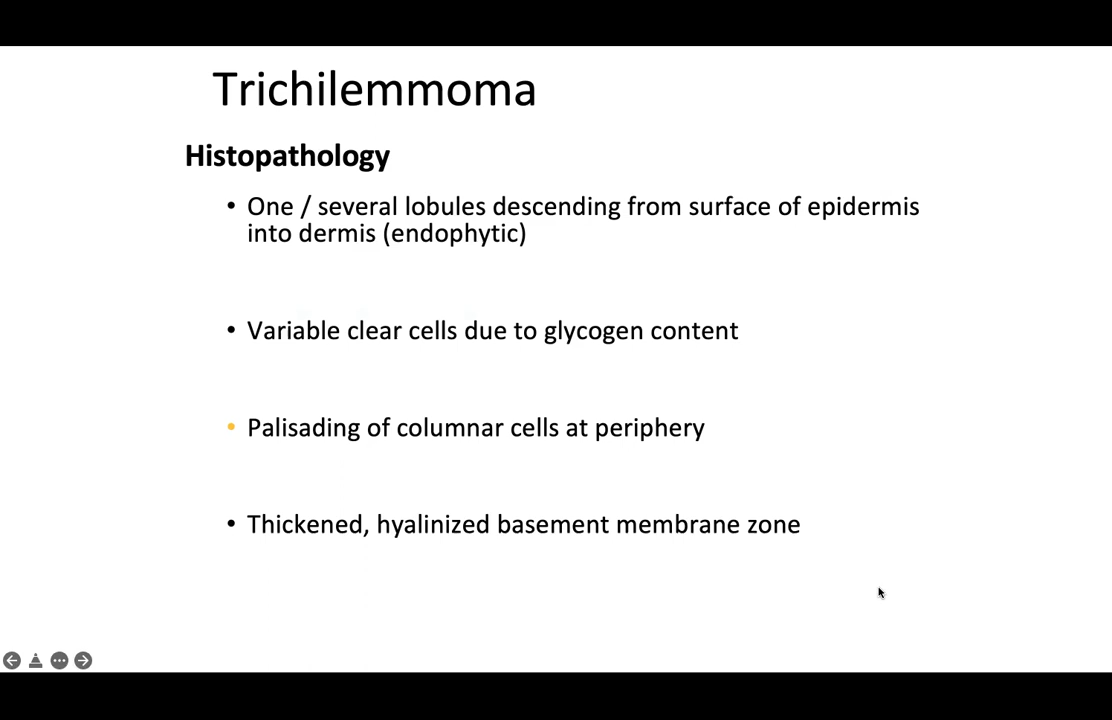 Trichilemmoma
Histopathology
• One / several lobules descending from surface of epidermis
into dermis (endophytic)
• Variable clear cells due to glycogen content
• Palisading of columnar cells at periphery
• Thickened, hyalinized basement membrane zone